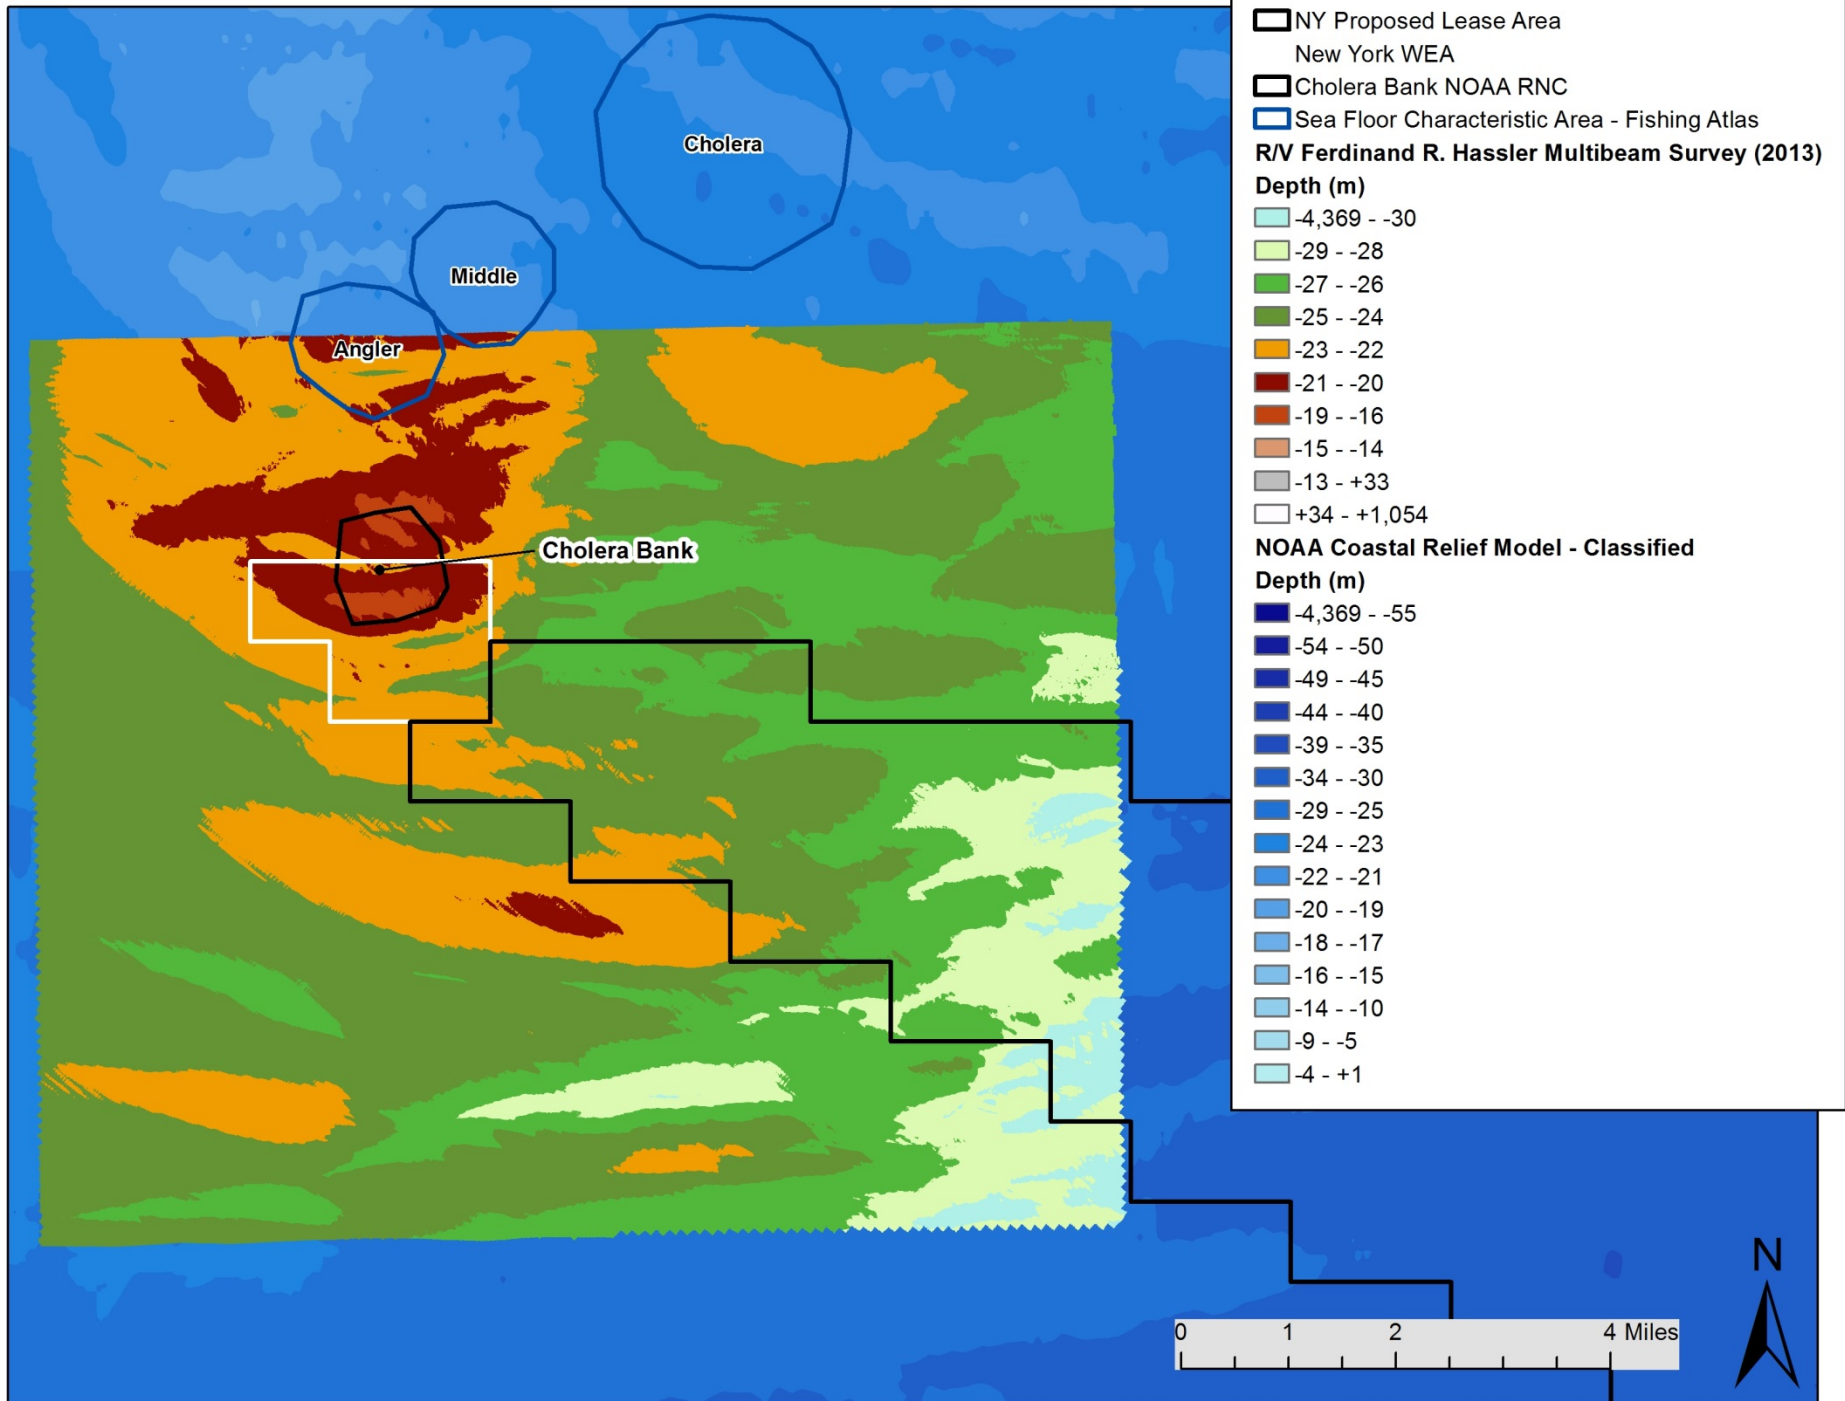 NY Proposed Lease Area
New York WEA
Cholera Bank NOAA RNC
Sea Floor Characteristic Area - Fishing Atlas
R/V Ferdinand R. Hassler Multibeam Survey (2013)
Depth (m)
-4,369 - -30
-29 - -28
-27 - -26
-25 - -24
-23 - -22
-21 - -20
-19 - -16
-15 - -14
-13 - +33
+34 - +1,054
NOAA Coastal Relief Model - Classified
Depth (m)
-4,369 - -55
-54 - -50
-49 - -45
-44 - -40
-39 - -35
-34 - -30
-29 - -25
-24 - -23
-22 - -21
-20 - -19
-18 - -17
-16 - -15
-14 - -10
-9 - -5
-4 - +1
Cholera
Middle
Angler
Cholera Bank
N
0 1 2 4 Miles